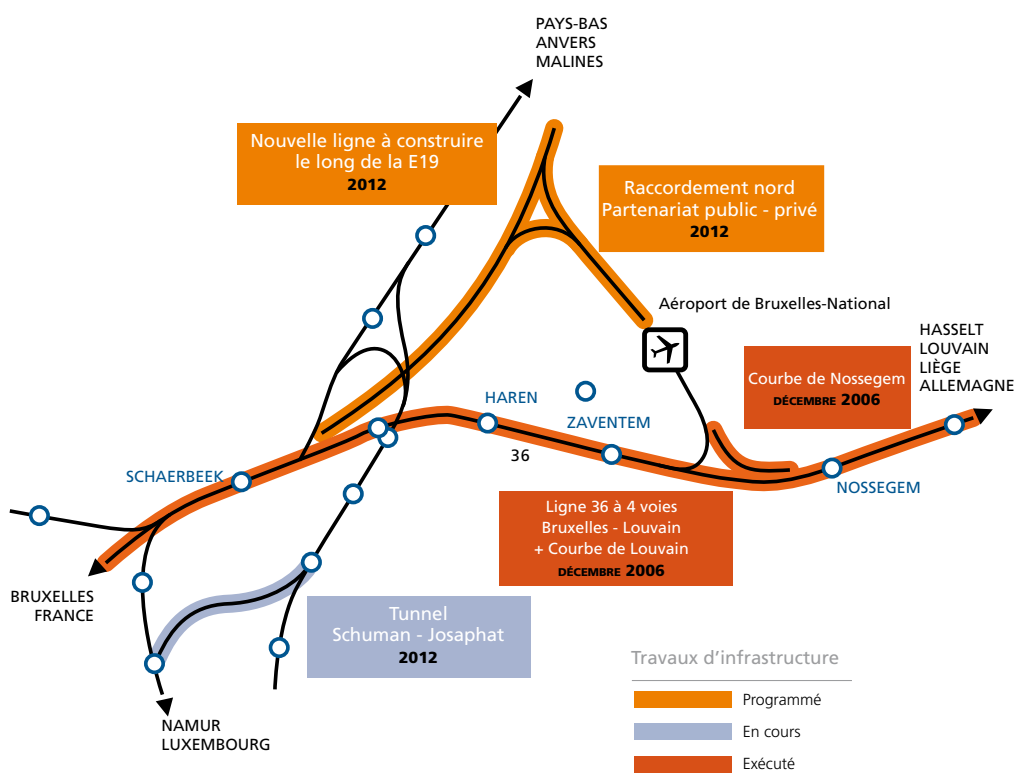 PAYS-BAS
ANVERS
MALINES
Nouvelle ligne à construire
le long de la E19
2012
Raccordement nord
Partenariat public - privé
2012
Aéroport de Bruxelles-National
HASSELT
LOUVAIN
LIÈGE
ALLEMAGNE
Courbe de Nossegem
DÉCEMBRE 2006
HAREN
ZAVENTEM
36
SCHAERBEEK
NOSSEGEM
Ligne 36 à 4 voies
Bruxelles - Louvain
+ Courbe de Louvain
DÉCEMBRE 2006
BRUXELLES
FRANCE
Tunnel
Schuman - Josaphat
2012
NAMUR
LUXEMBOURG
Travaux d’infrastructure
Programmé
En cours
Exécuté